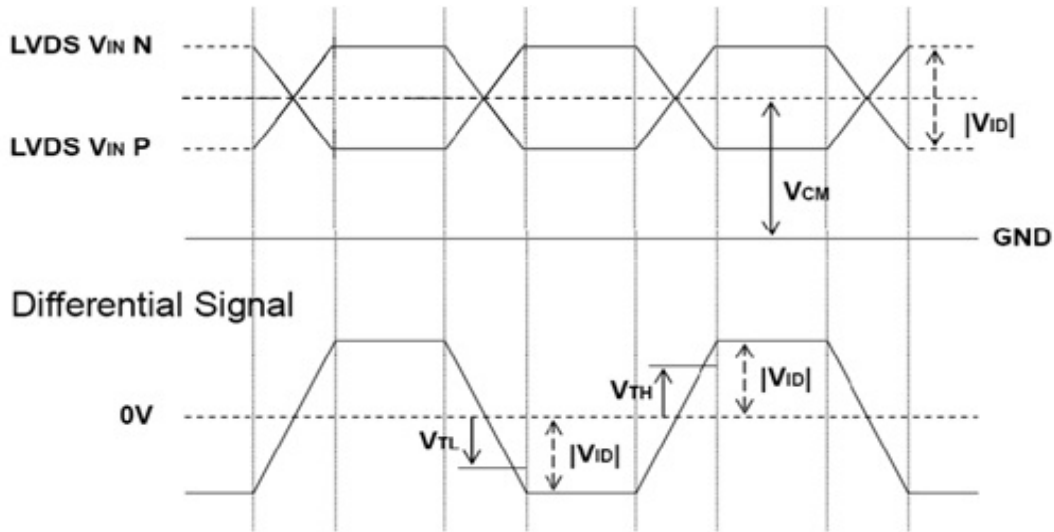 LVDS VIN N
LVDS VIN P
|VID|
VCM
GND
Differential Signal
VTH
|VID|
0V
VTL
|VID|